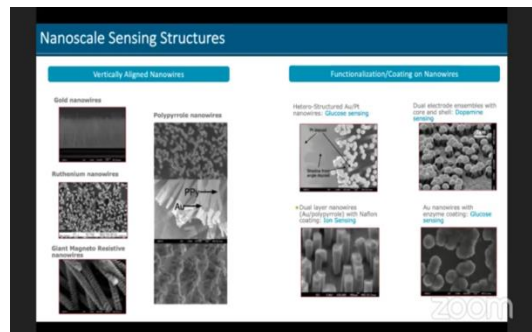 Nanoscale Sensing Structures
Vertically Aligned Nanowires
Functionalization/Coating on Nanowires
Gold nanowires
Polypyrrole nanowires
Ruthenium nanowires
PPy
Au
Giant Magneto Resistive
nanowires
Hetero-Structured Au/Pt
nanowires: Glucose sensing
Dual electrode ensembles with
core and shell: Dopamine
sensing
Dual layer nanowires
(Au/polypyrrole) with Nafion
coating: Ion Sensing
Au nanowires with
enzyme coating: Glucose
sensing
zoom